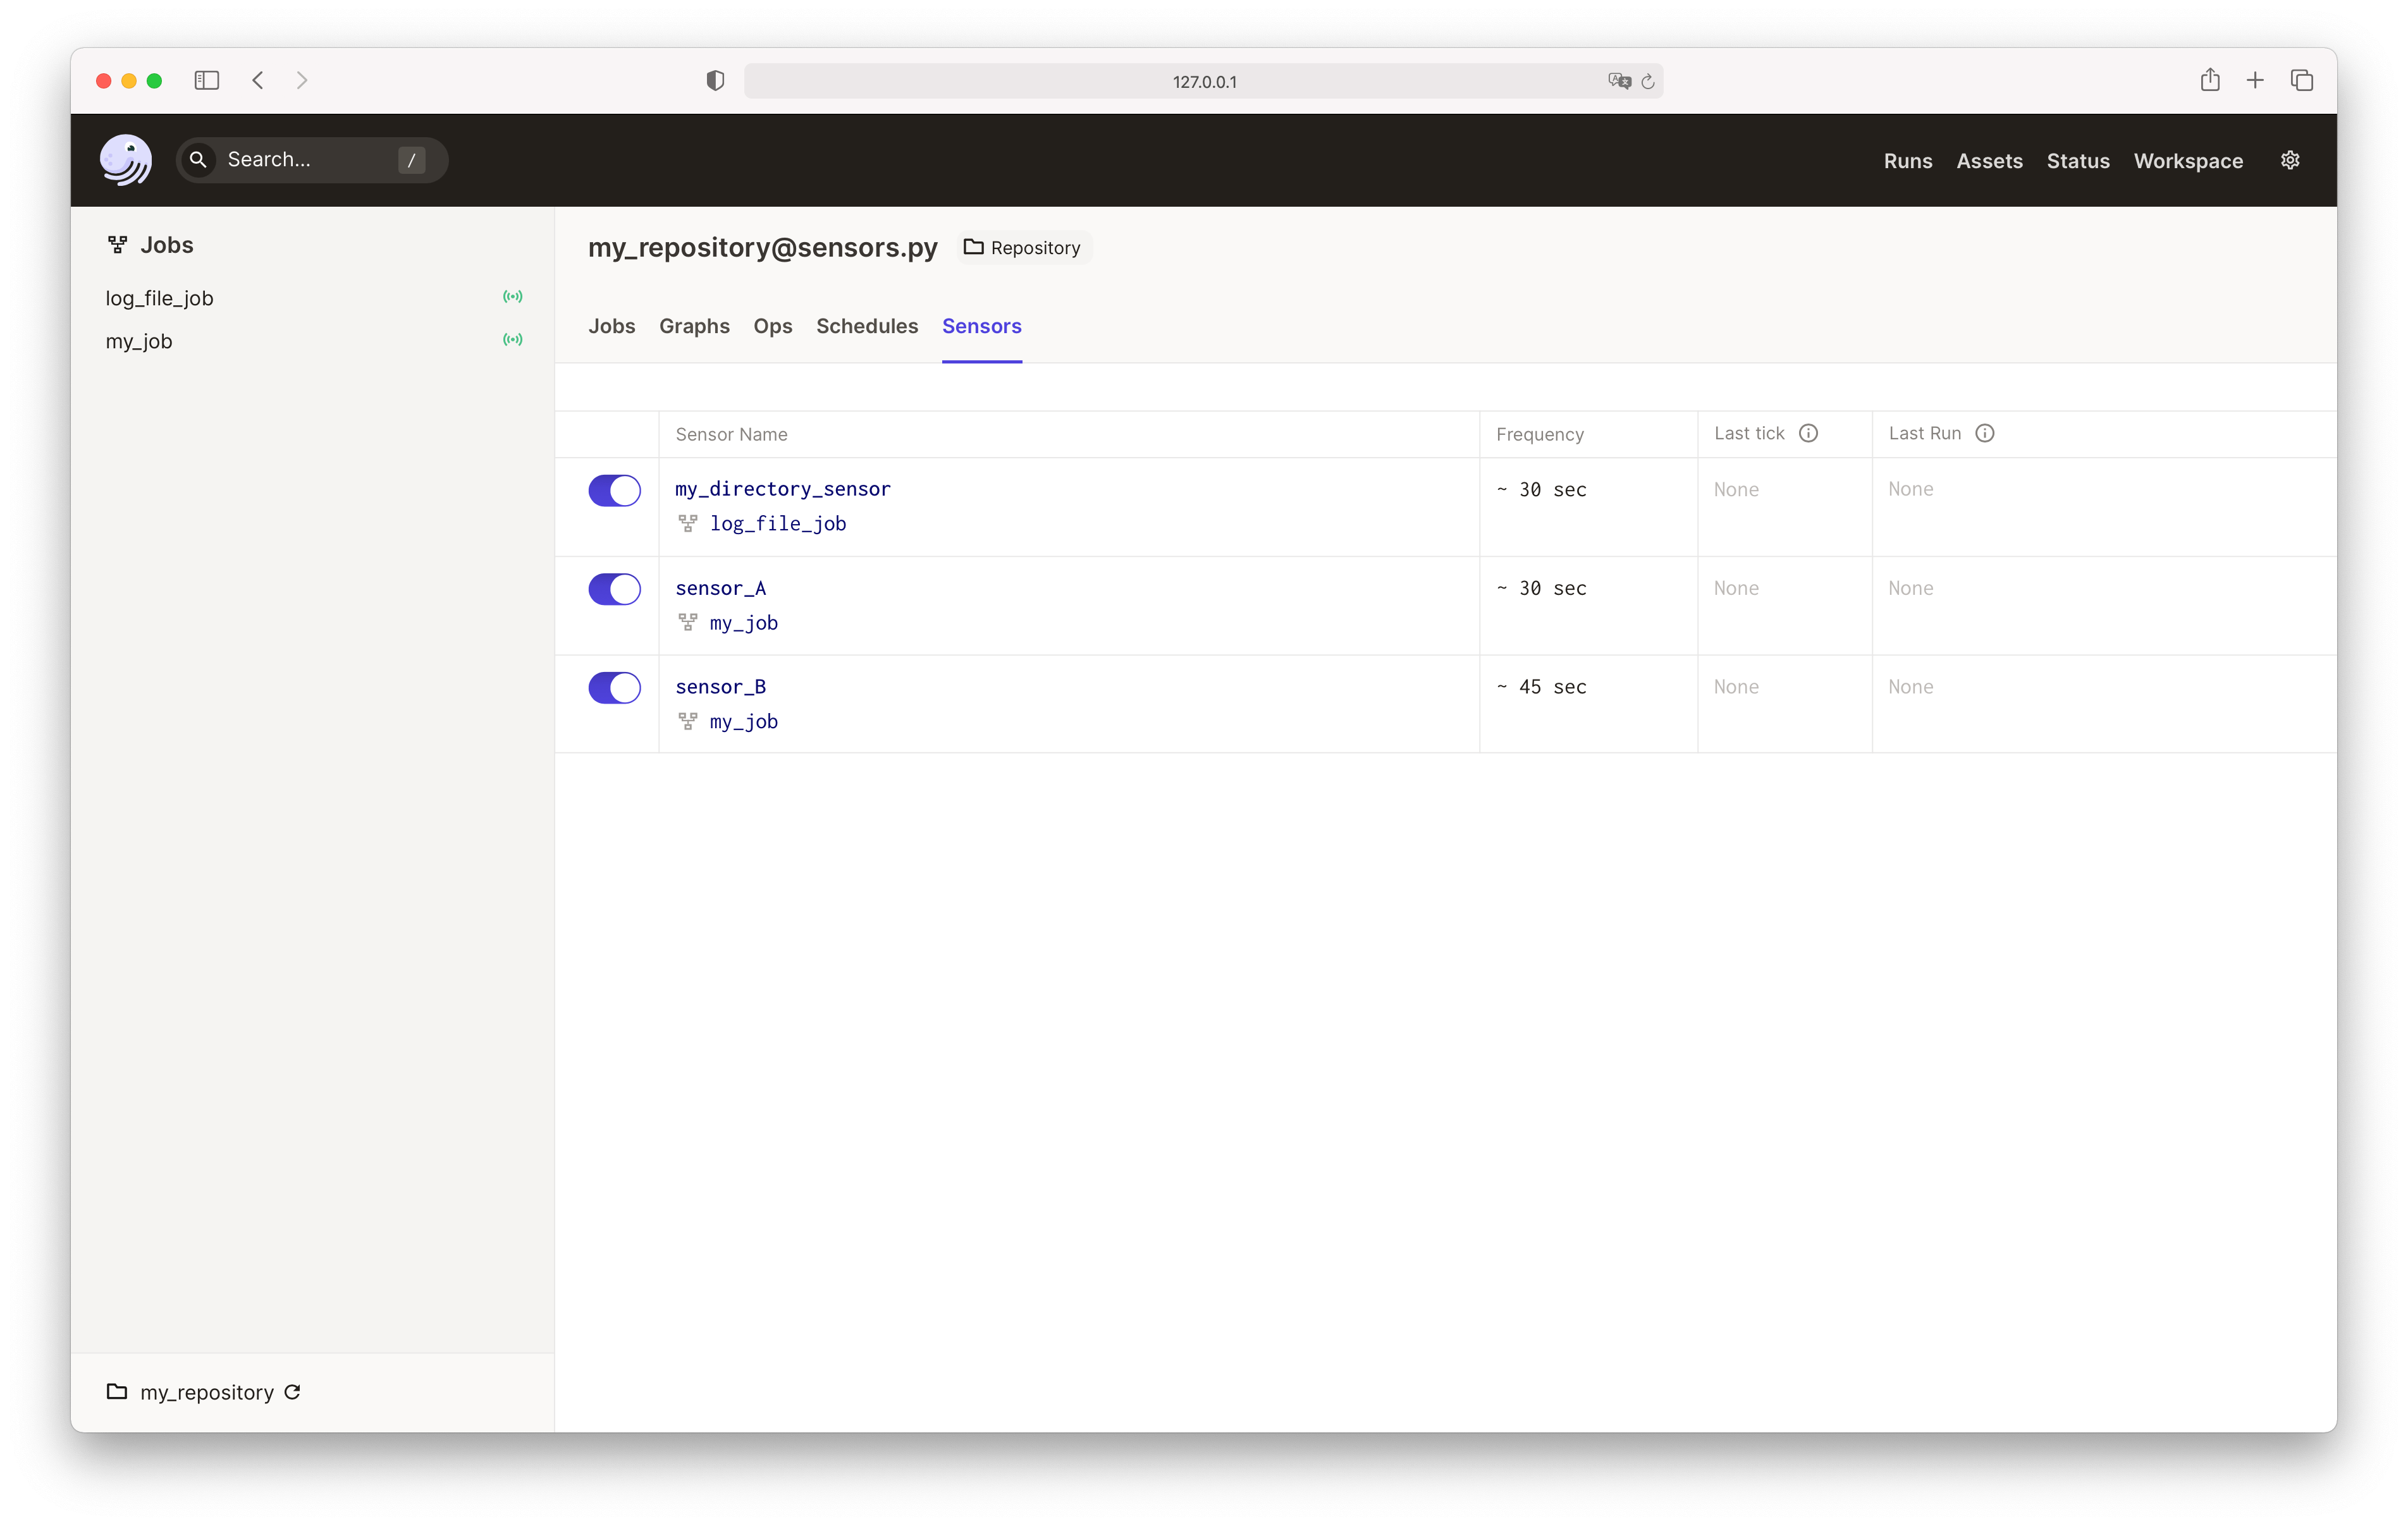 127.0.0.1
Search... /
Runs Assets Status Workspace
Jobs
log_file_job
my_job
my_repository@sensors.py Repository
Jobs Graphs Ops Schedules Sensors
Sensor Name Frequency Last tick Last Run
my_directory_sensor ~ 30 sec None None
log_file_job
sensor_A ~ 30 sec None None
my_job
sensor_B ~ 45 sec None None
my_job
my_repository